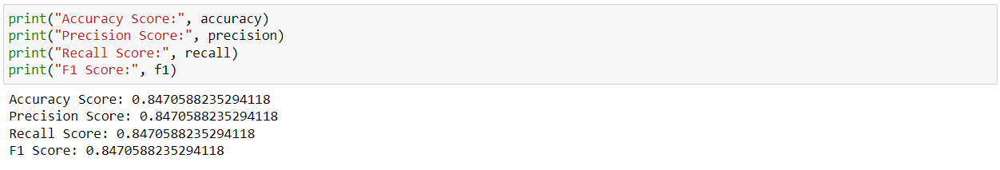 print("Accuracy Score:", accuracy)
print("Precision Score:", precision)
print("Recall Score:", recall)
print("F1 Score:", f1)
Accuracy Score: 0.8470588235294118
Precision Score: 0.8470588235294118
Recall Score: 0.8470588235294118
F1 Score: 0.8470588235294118